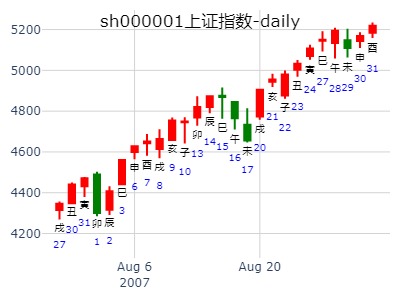 sh000001上证指数-daily
5200
5000
4800
4600
4400
4200
戌
27
丑
30
寅
31
卯
1
辰
2
巳
3
申
6
酉
7
戌
8
亥
9
子
10
卯
13
辰
14
巳
15
午
16
未
17
戌
20
亥
21
子
22
丑
23
寅
24
巳
27
午
28
未
29
申
30
酉
31
Aug 6
2007
Aug 20